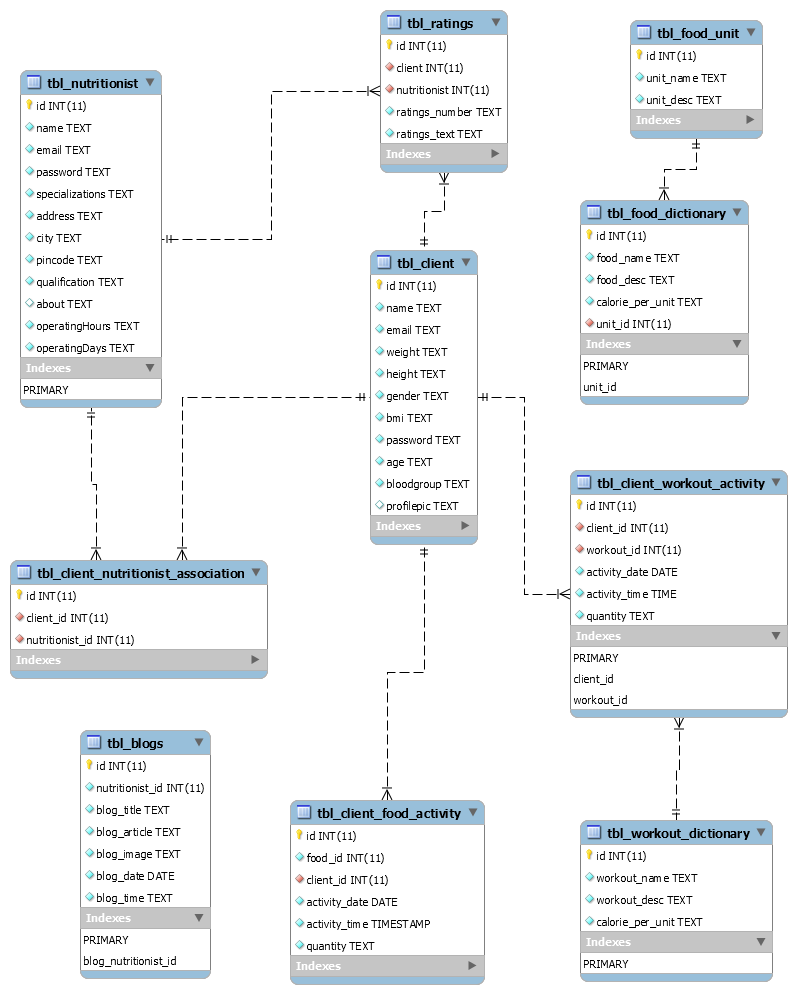 tbl_ratings
id INT(11)
client INT(11)
nutritionist INT(11)
ratings_number TEXT
ratings_text TEXT
Indexes
tbl_food_unit
id INT(11)
unit_name TEXT
unit_desc TEXT
Indexes
tbl_nutritionist
id INT(11)
name TEXT
email TEXT
password TEXT
specializations TEXT
address TEXT
city TEXT
pincode TEXT
qualification TEXT
about TEXT
operatingHours TEXT
operatingDays TEXT
Indexes
PRIMARY
tbl_food_dictionary
id INT(11)
food_name TEXT
food_desc TEXT
calorie_per_unit TEXT
unit_id INT(11)
Indexes
PRIMARY
unit_id
tbl_client
id INT(11)
name TEXT
email TEXT
weight TEXT
height TEXT
gender TEXT
bmi TEXT
password TEXT
age TEXT
bloodgroup TEXT
profilepic TEXT
Indexes
tbl_client_workout_activity
id INT(11)
client_id INT(11)
workout_id INT(11)
activity_date DATE
activity_time TIME
quantity TEXT
Indexes
PRIMARY
client_id
workout_id
tbl_client_nutritionist_association
id INT(11)
client_id INT(11)
nutritionist_id INT(11)
Indexes
tbl_blogs
id INT(11)
nutritionist_id INT(11)
blog_title TEXT
blog_article TEXT
blog_image TEXT
blog_date DATE
blog_time TEXT
Indexes
PRIMARY
blog_nutritionist_id
tbl_client_food_activity
id INT(11)
food_id INT(11)
client_id INT(11)
activity_date DATE
activity_time TIMESTAMP
quantity TEXT
Indexes
tbl_workout_dictionary
id INT(11)
workout_name TEXT
workout_desc TEXT
calorie_per_unit TEXT
Indexes
PRIMARY